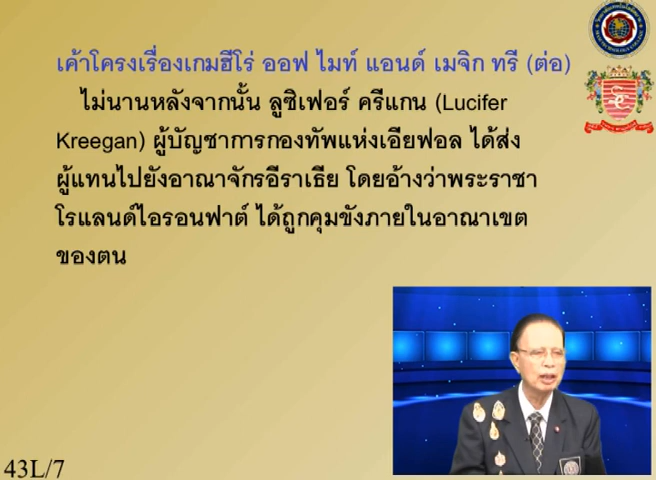 เค้าโครงเรื่องเกมฮีโร่ ออฟ ไมท์ แอนด์ เมจิก ทรี (ต่อ)
ไม่นานหลังจากนั้น ลูซิเฟอร์ ครีแกน (Lucifer
Kreegan) ผู้บัญชาการกองทัพแห่งเอียฟอล ได้ส่ง
ผู้แทนไปยังอาณาจักรอีราเธีย โดยอ้างว่าพระราชา
โรแลนด์ไอรอนฟาต์ ได้ถูกคุมขังภายในอาณาเขต
ของตน
43L/7